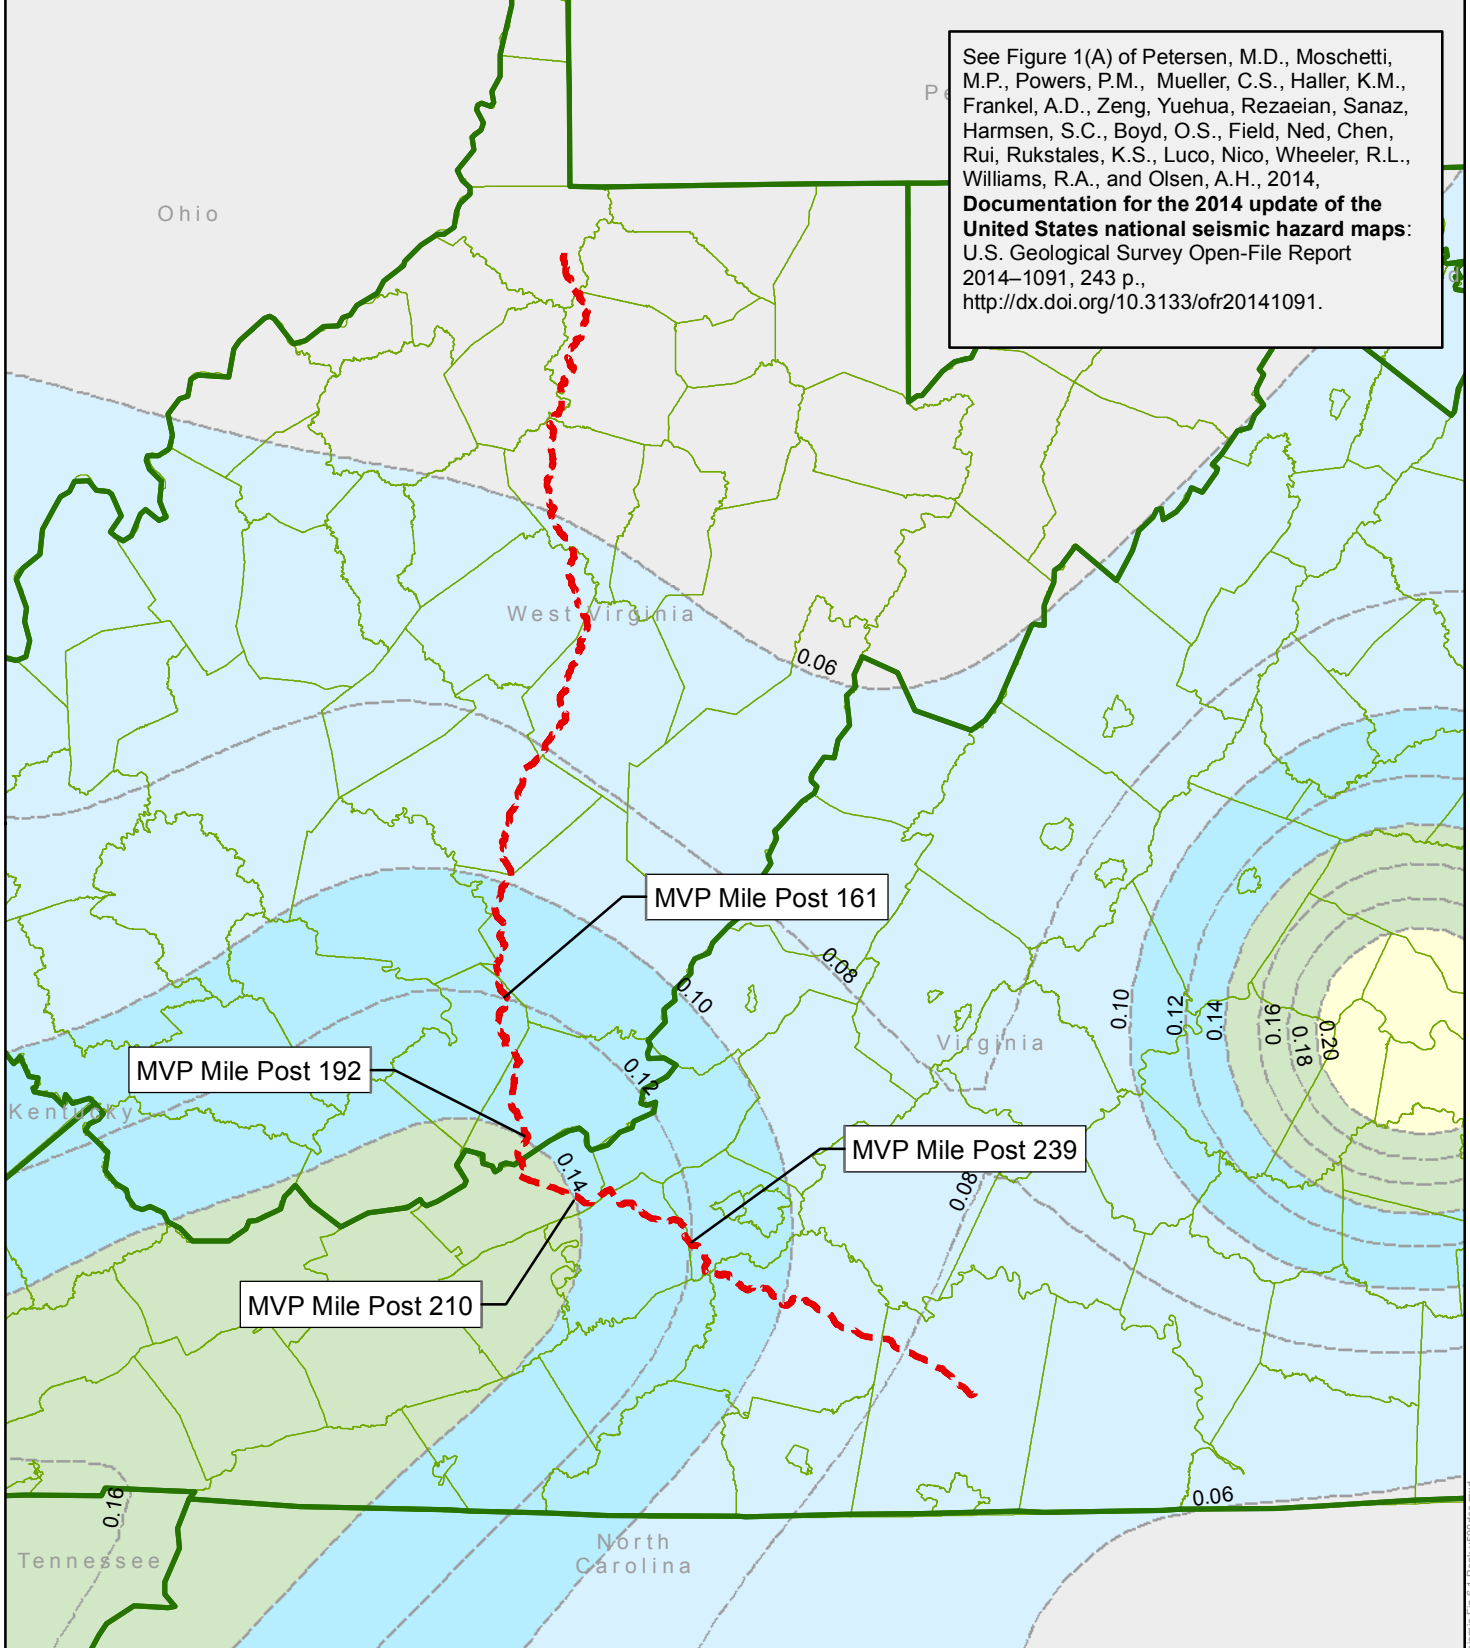 See Figure 1(A) of Petersen, M.D., Moschetti,
M.P., Powers, P.M., Mueller, C.S., Haller, K.M.,
Frankel, A.D., Zeng, Yuehua, Rezaeian, Sanaz,
Harmsen, S.C., Boyd, O.S., Field, Ned, Chen,
Rui, Rukstales, K.S., Luco, Nico, Wheeler, R.L.,
Williams, R.A., and Olsen, A.H., 2014,
Documentation for the 2014 update of the
United States national seismic hazard maps:
U.S. Geological Survey Open-File Report
2014–1091, 243 p.,
http://dx.doi.org/10.3133/ofr20141091.
Pe
Ohio
West Virginia
0.06
MVP Mile Post 161
0.08
0.10
0.10
0.12
0.14
0.16
0.18
0.20
Virginia
MVP Mile Post 192
0.12
Kentucky
MVP Mile Post 239
0.14
0.08
MVP Mile Post 210
0.16
0.06
North
Carolina
Tennessee